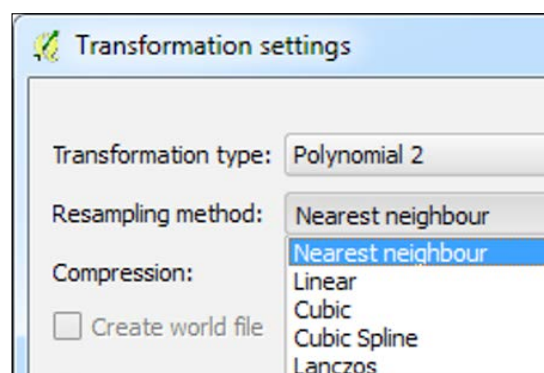 Transformation settings
Transformation type: Polynomial 2
Resampling method: Nearest neighbour
Nearest neighbour
Compression:
Linear
Cubic
Create world file
Cubic Spline
Lanczos